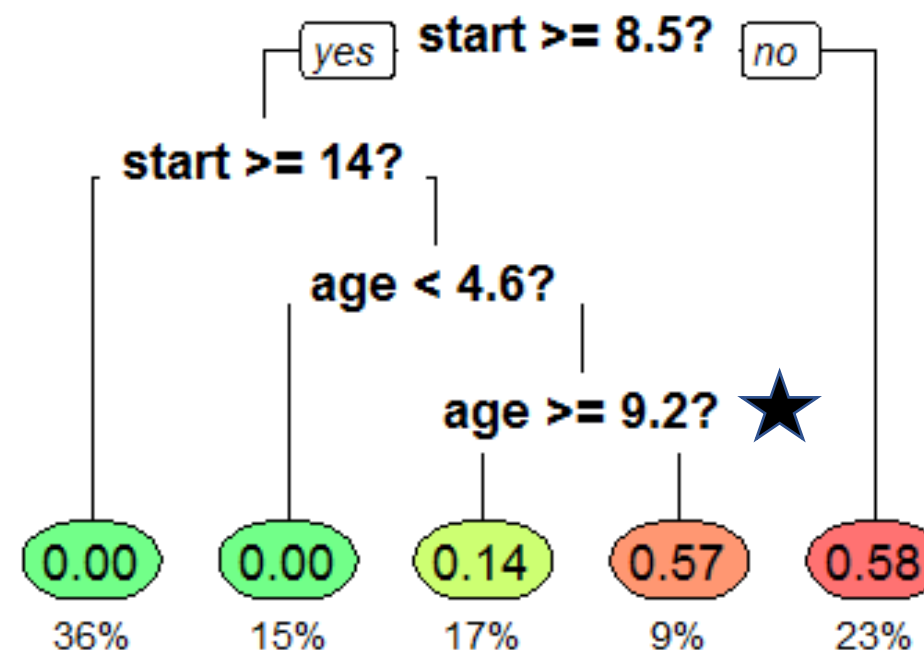 yes start >= 8.5? no
start >= 14?
age < 4.6?
age >= 9.2?
0.00 0.00 0.14 0.57 0.58
36% 15% 17% 9% 23%